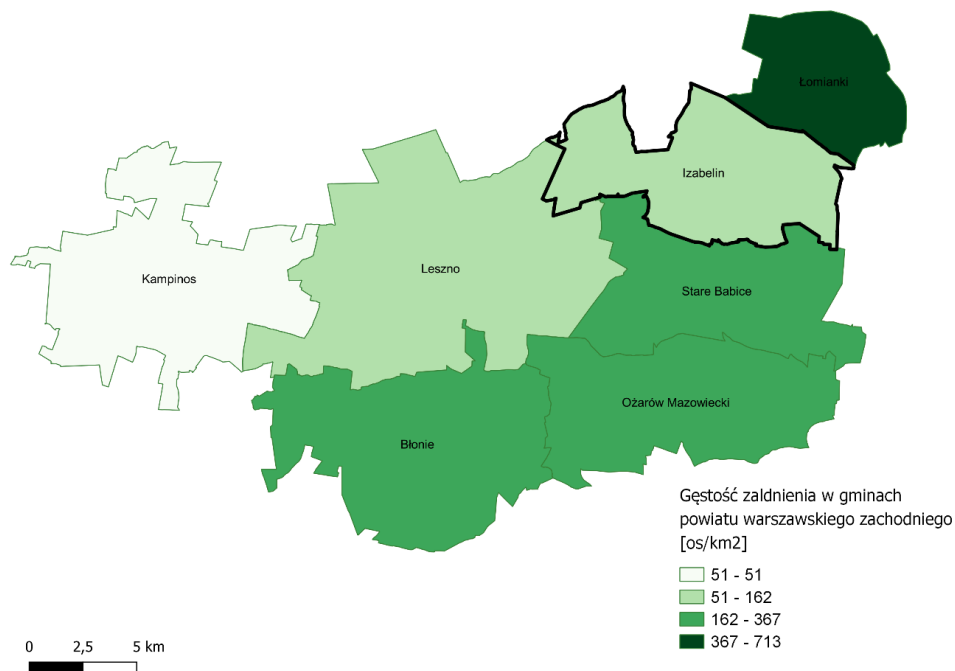 Łomianki
Izabelin
Leszno
Kampinos
Stare Babice
Ożarów Mazowiecki
Błonie
Gęstość zaldnienia w gminach
powiatu warszawskiego zachodniego
[os/km2]
51 - 51
51 - 162
162 - 367
367 - 713
0 2,5 5 km